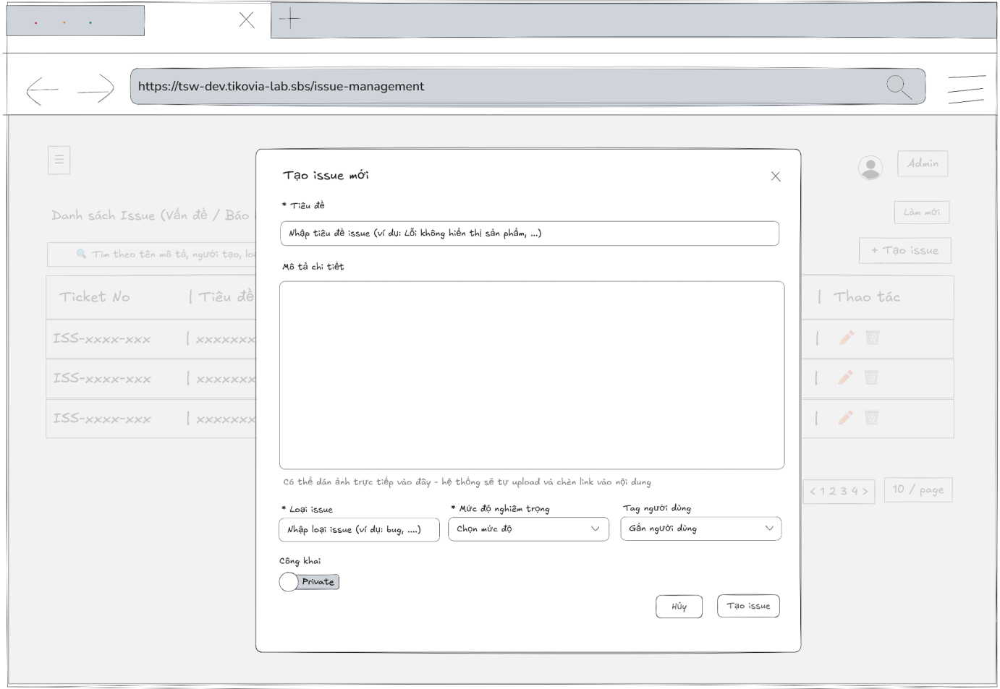 https://tsw-dev.tikovia-lab.sbs/issue-management
Admin
Danh sách Issue (Vấn đề / Báo
Làm mới
🔍 Tìm theo tên mô tả, người tạo, loạ
+ Tạo issue
Ticket No | Tiêu đề | Thao tác
ISS-xxxx-xxx | xxxxxxx |
ISS-xxxx-xxx | xxxxxxx |
ISS-xxxx-xxx | xxxxxxx |
< 1 2 3 4 > 10 / page
Tạo issue mới
* Tiêu đề
Nhập tiêu đề issue (ví dụ: Lỗi không hiển thị sản phẩm, ...)
Mô tả chi tiết
Có thể dán ảnh trực tiếp vào đây - hệ thống sẽ tự upload và chèn link vào nội dung
* Loại issue * Mức độ nghiêm trọng Tag người dùng
Nhập loại issue (ví dụ: bug, ....) Chọn mức độ Gắn người dùng
Công khai
Private
Hủy Tạo issue